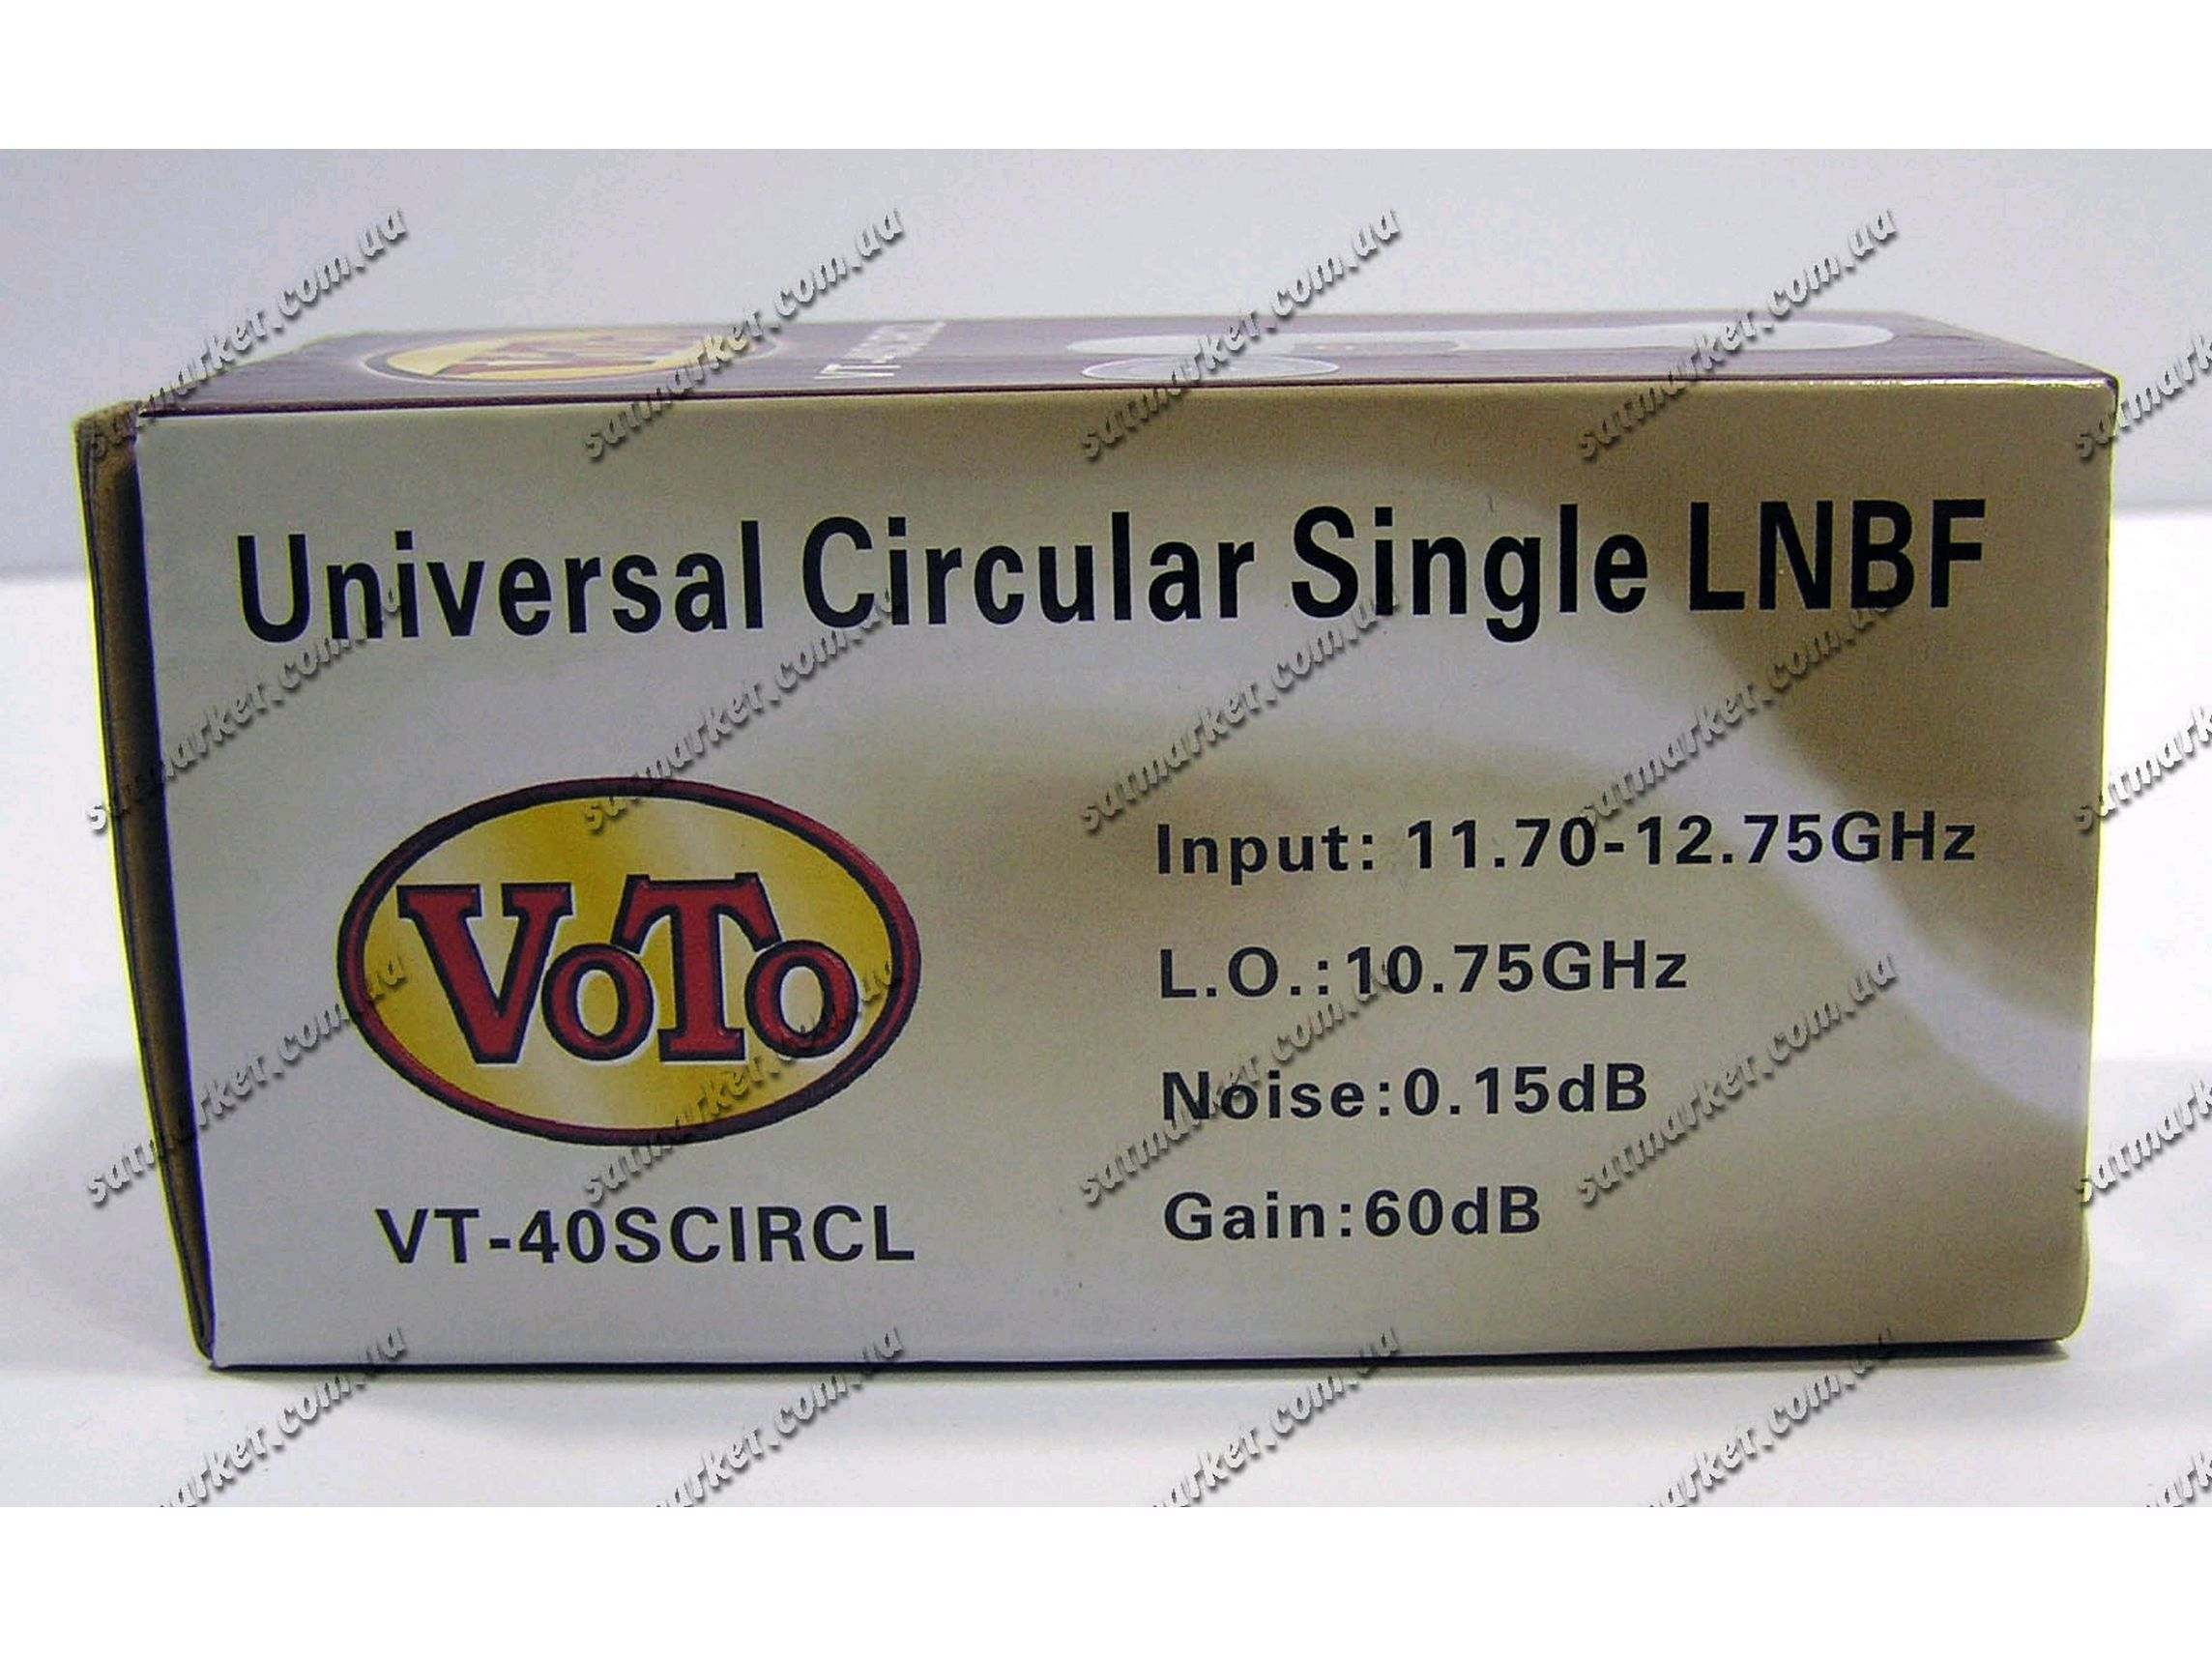 Universal Circular Single LNBF
VoTo
VT-40SCIRCL
Input: 11.70-12.75GHz
L.O.:10.75GHz
Noise:0.15dB
Gain:60dB
satmarker.com.ua